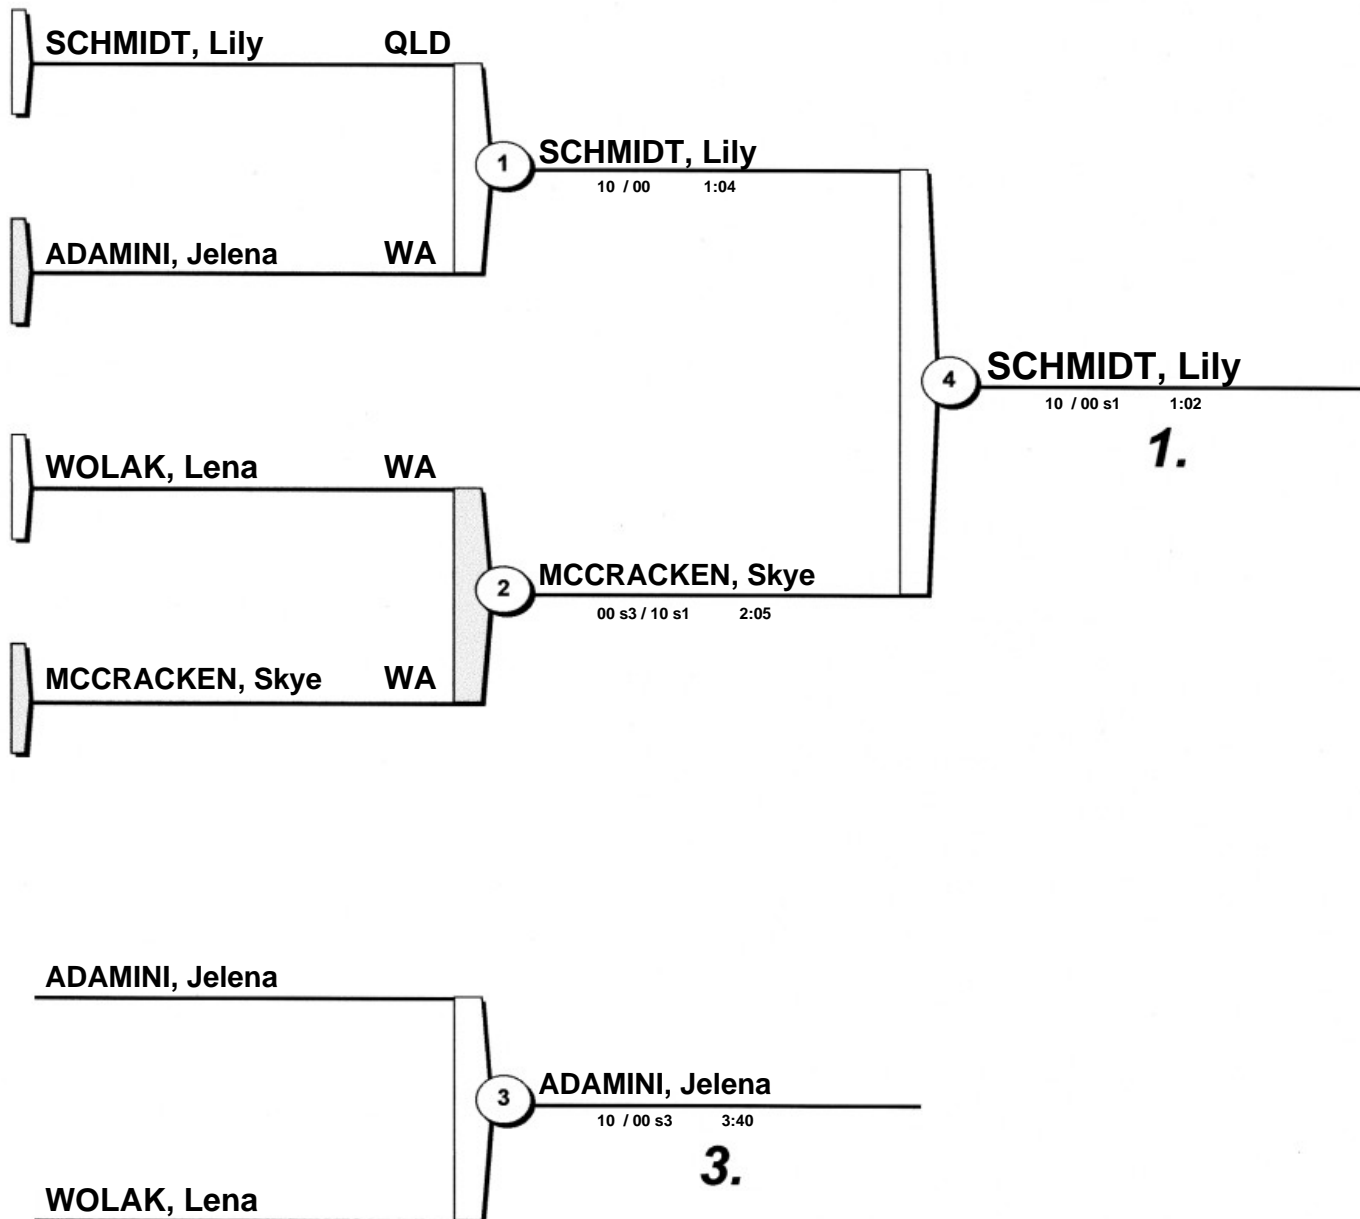 SCHMIDT, Lily QLD
1 SCHMIDT, Lily
10 / 00 1:04
ADAMINI, Jelena WA
4 SCHMIDT, Lily
10 / 00 s1 1:02
1.
WOLAK, Lena WA
2 MCCRACKEN, Skye
00 s3 / 10 s1 2:05
MCCRACKEN, Skye WA
ADAMINI, Jelena
3 ADAMINI, Jelena
10 / 00 s3 3:40
3.
WOLAK, Lena